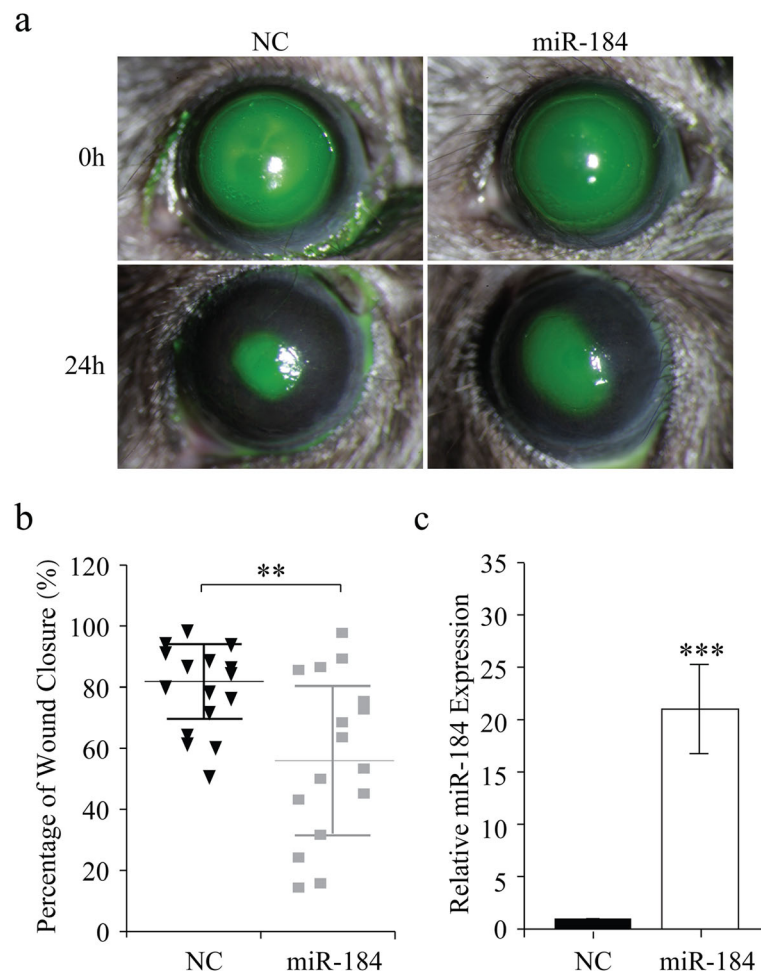 a
NC miR-184
0h
24h
b
Percentage of Wound Closure (%)
120
100
80
60
40
20
0
**
NC miR-184
c
Relative miR-184 Expression
35
30
25
20
15
10
5
0
***
NC miR-184